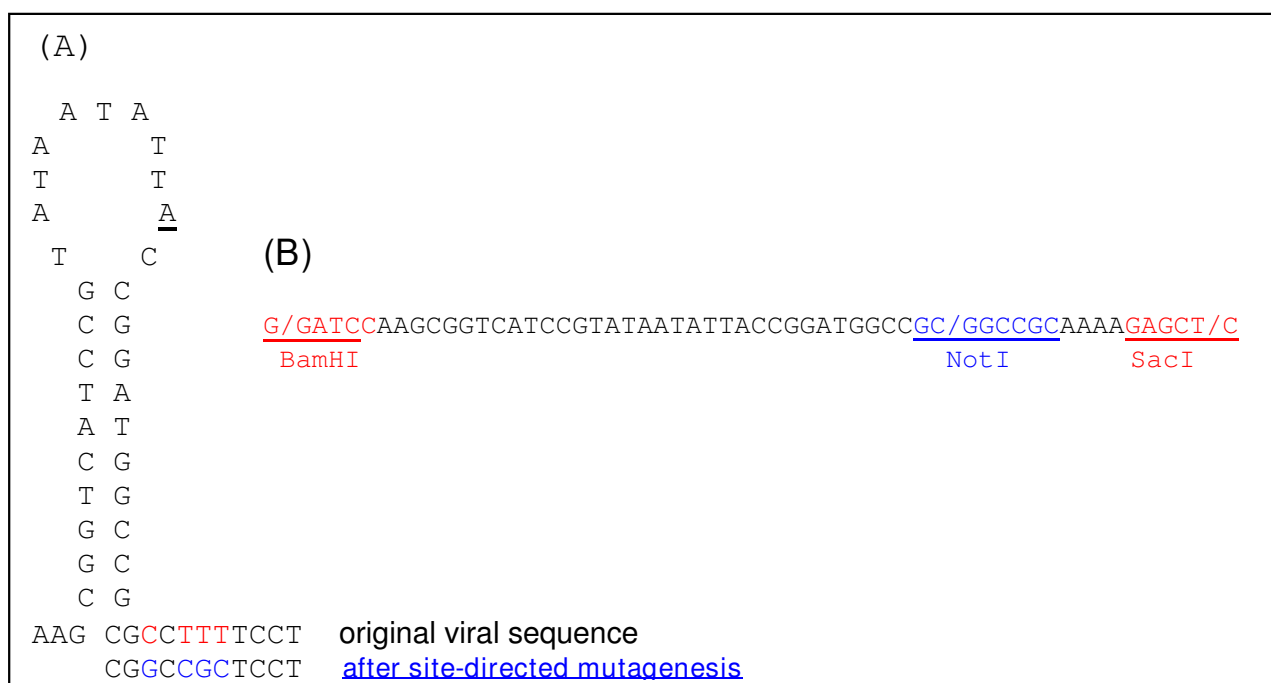 (A)
A T A
A T
T T
A A
T C
(B)
G C
C G
G/GATCCAAGCGGTCATCCGTATAATATTACCGGATGGCCGC/GGCCGCAAAAGAGCT/C
C G
BamHI NotI SacI
T A
A T
C G
T G
G C
G C
C G
AAG CGCCTTTTCCT original viral sequence
CGGCCGCTCCT after site-directed mutagenesis